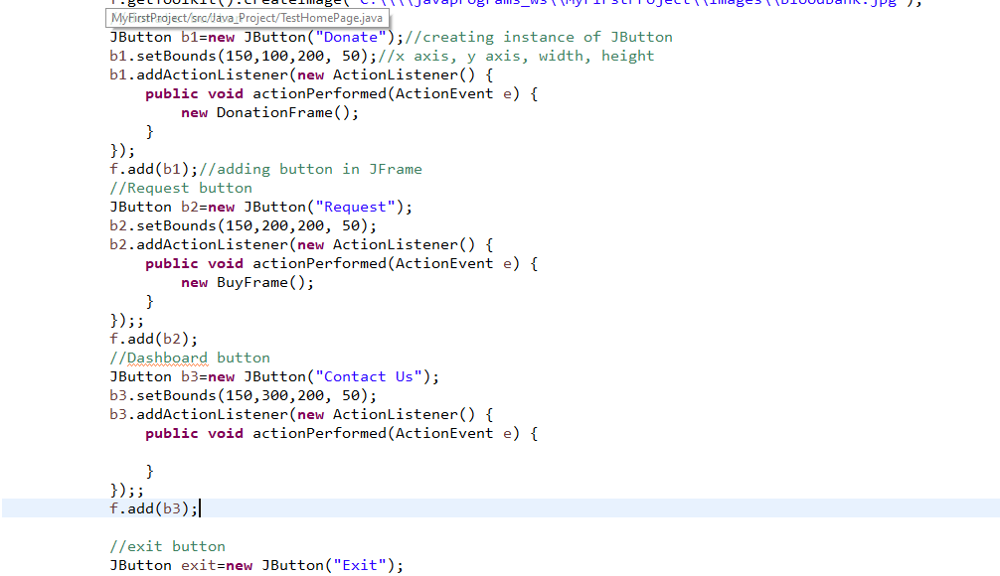 f.getToolkit().createImage("C:\\\\javaprograms_ws\\MyFirstProject\\Images\\BloodBank.jpg");
MyFirstProject/src/Java_Project/TestHomePage.java
JButton b1=new JButton("Donate");//creating instance of JButton
b1.setBounds(150,100,200, 50);//x axis, y axis, width, height
b1.addActionListener(new ActionListener() {
public void actionPerformed(ActionEvent e) {
new DonationFrame();
}
});
f.add(b1);//adding button in JFrame
//Request button
JButton b2=new JButton("Request");
b2.setBounds(150,200,200, 50);
b2.addActionListener(new ActionListener() {
public void actionPerformed(ActionEvent e) {
new BuyFrame();
}
});;
f.add(b2);
//Dashboard button
JButton b3=new JButton("Contact Us");
b3.setBounds(150,300,200, 50);
b3.addActionListener(new ActionListener() {
public void actionPerformed(ActionEvent e) {
}
});;
f.add(b3);
//exit button
JButton exit=new JButton("Exit");